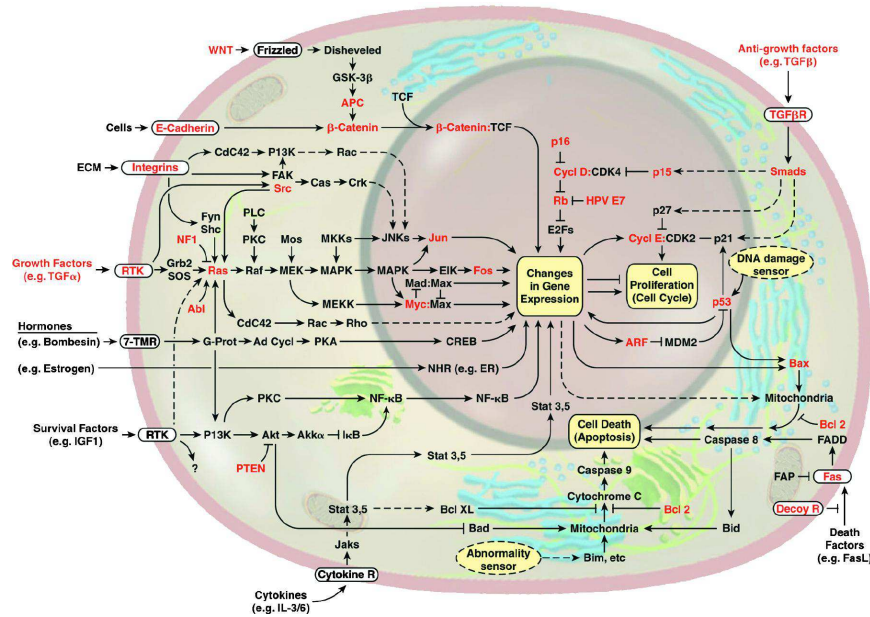 WNT
Frizzled
Disheveled
GSK-3β
APC
TCF
Cells
E-Cadherin
β-Catenin
β-Catenin:TCF
Anti-growth factors
(e.g. TGFβ)
TGFβR
Smads
ECM
Integrins
CdC42
P13K
Rac
FAK
Src
Cas
Crk
p16
Cycl D:CDK4
p15
Rb
HPV E7
E2Fs
p27
Cycl E:CDK2
p21
DNA damage
sensor
Fyn
Shc
NF1
PLC
PKC
Mos
MKKs
JNKs
Jun
Growth Factors
(e.g. TGFα)
RTK
Grb2
SOS
Ras
Raf
MEK
MAPK
MAPK
EIK
Fos
Abl
MEKK
Mad:Max
Myc:Max
Changes
in Gene
Expression
Cell
Proliferation
(Cell Cycle)
p53
CdC42
Rac
Rho
Hormones
(e.g. Bombesin)
7-TMR
G-Prot
Ad Cycl
PKA
CREB
ARF
MDM2
(e.g. Estrogen)
NHR (e.g. ER)
Bax
PKC
NF-κB
NF-κB
Stat 3,5
Mitochondria
Survival Factors
(e.g. IGF1)
RTK
P13K
Akt
Akkα
IκB
?
PTEN
Cell Death
(Apoptosis)
Caspase 8
Bcl 2
FADD
Stat 3,5
Caspase 9
FAP
Fas
Cytochrome C
Stat 3,5
Bcl XL
Bcl 2
Decoy R
Bad
Mitochondria
Bid
Death
Factors
(e.g. FasL)
Jaks
Abnormality
sensor
Bim, etc
Cytokine R
Cytokines
(e.g. IL-3/6)